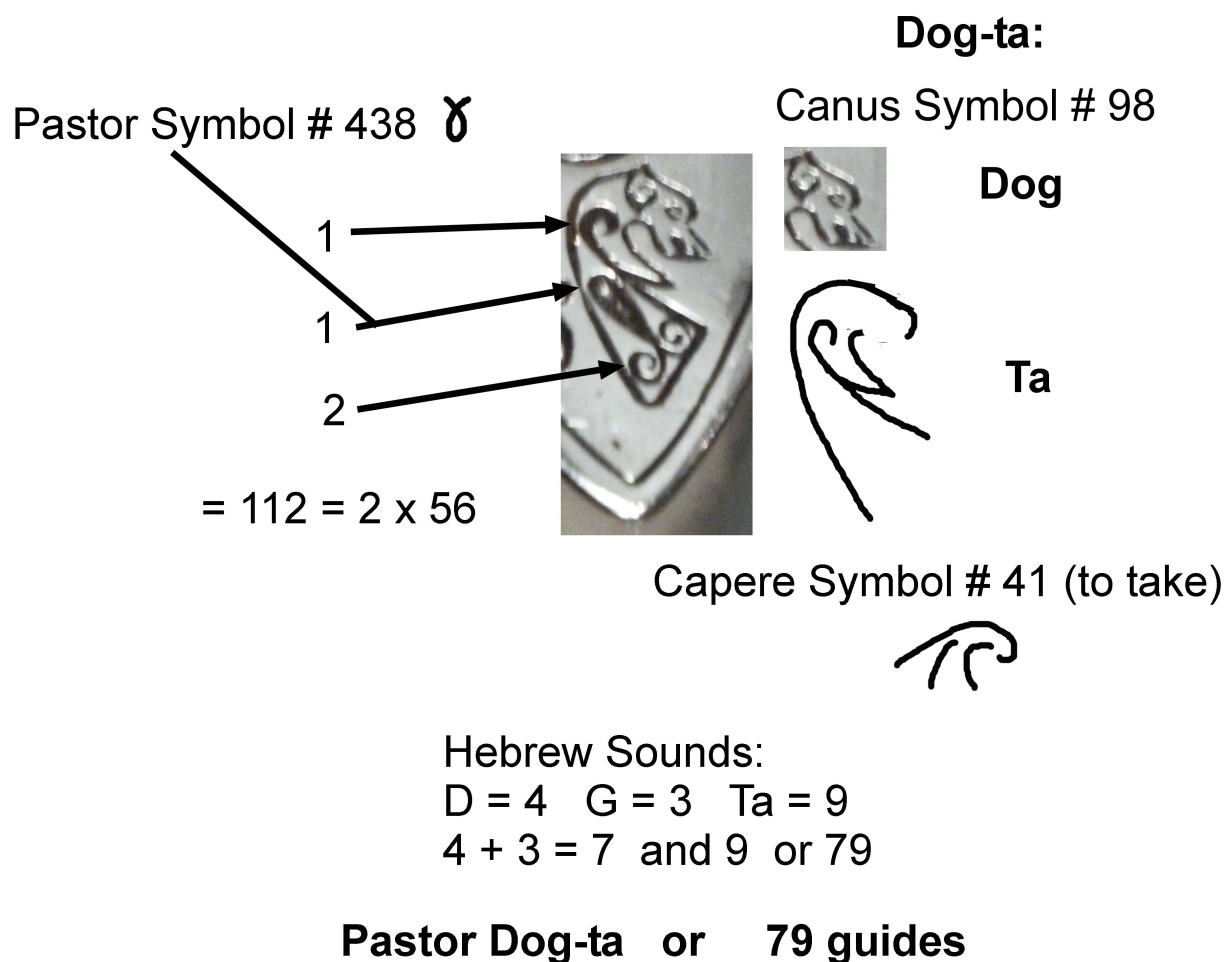 Dog-ta:
Pastor Symbol # 438 ɣ
Canus Symbol # 98
Dog
1
1
Ta
2
= 112 = 2 x 56
Capere Symbol # 41 (to take)
Hebrew Sounds:
D = 4 G = 3 Ta = 9
4 + 3 = 7 and 9 or 79
Pastor Dog-ta or 79 guides